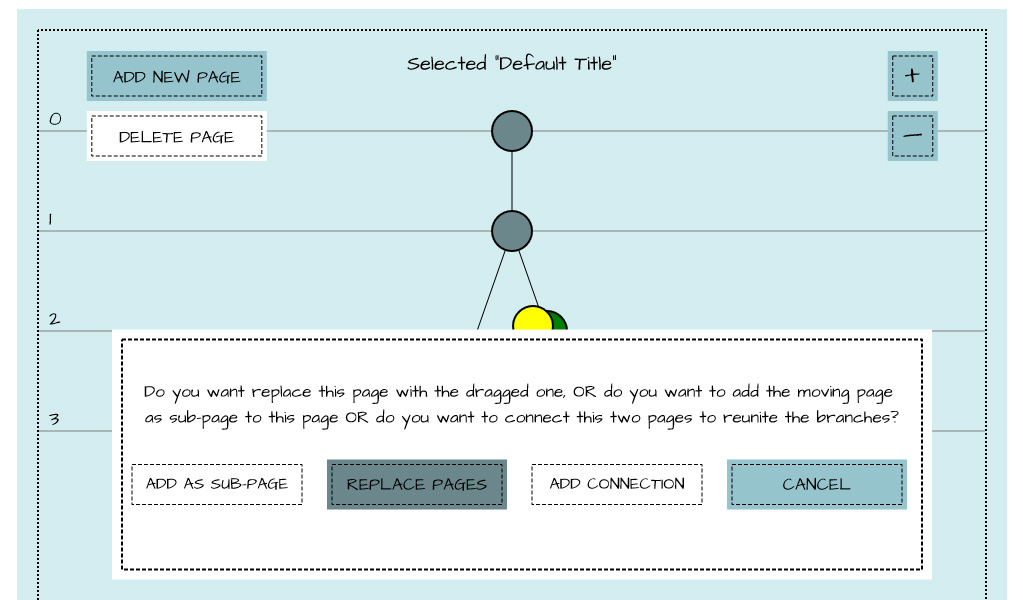 ADD NEW PAGE
Selected "Default Title"
+
0
DELETE PAGE
—
1
2
Do you want replace this page with the dragged one, OR do you want to add the moving page
as sub-page to this page OR do you want to connect this two pages to reunite the branches?
3
ADD AS SUB-PAGE
REPLACE PAGES
ADD CONNECTION
CANCEL